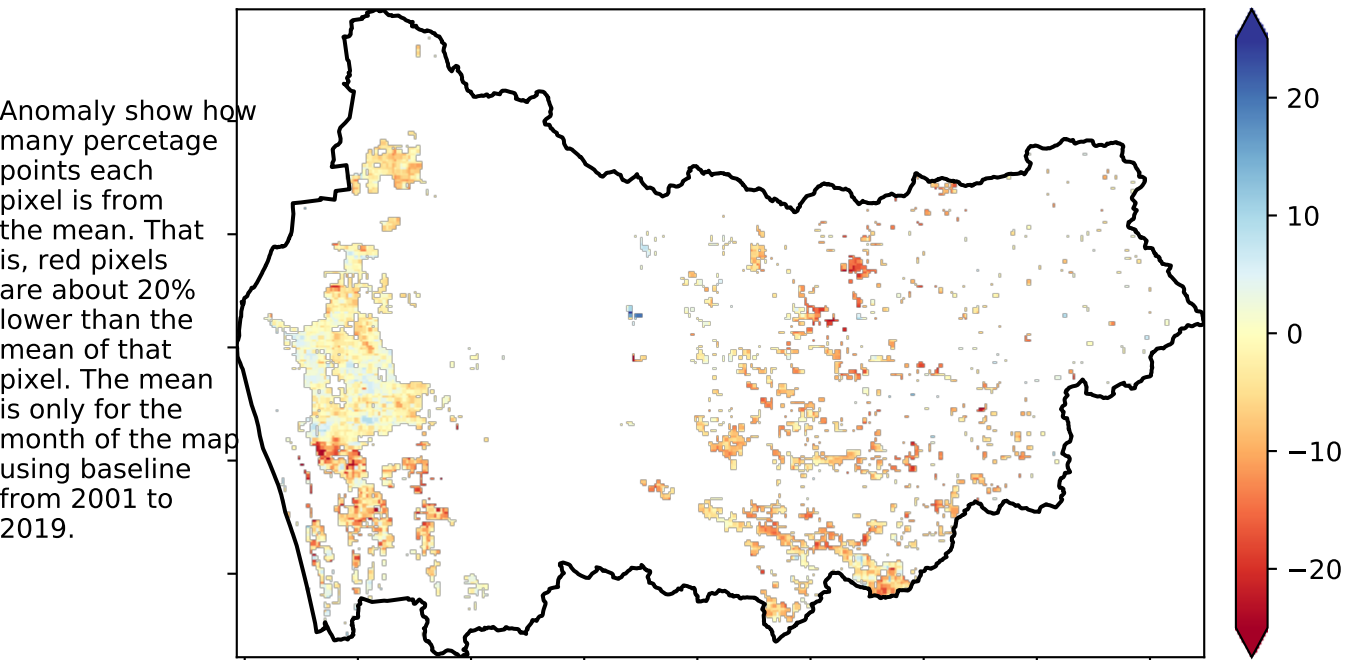 Anomaly show how
many percetage
points each
pixel is from
the mean. That
is, red pixels
are about 20%
lower than the
mean of that
pixel. The mean
is only for the
month of the map
using baseline
from 2001 to
2019.
20
10
0
−10
−20